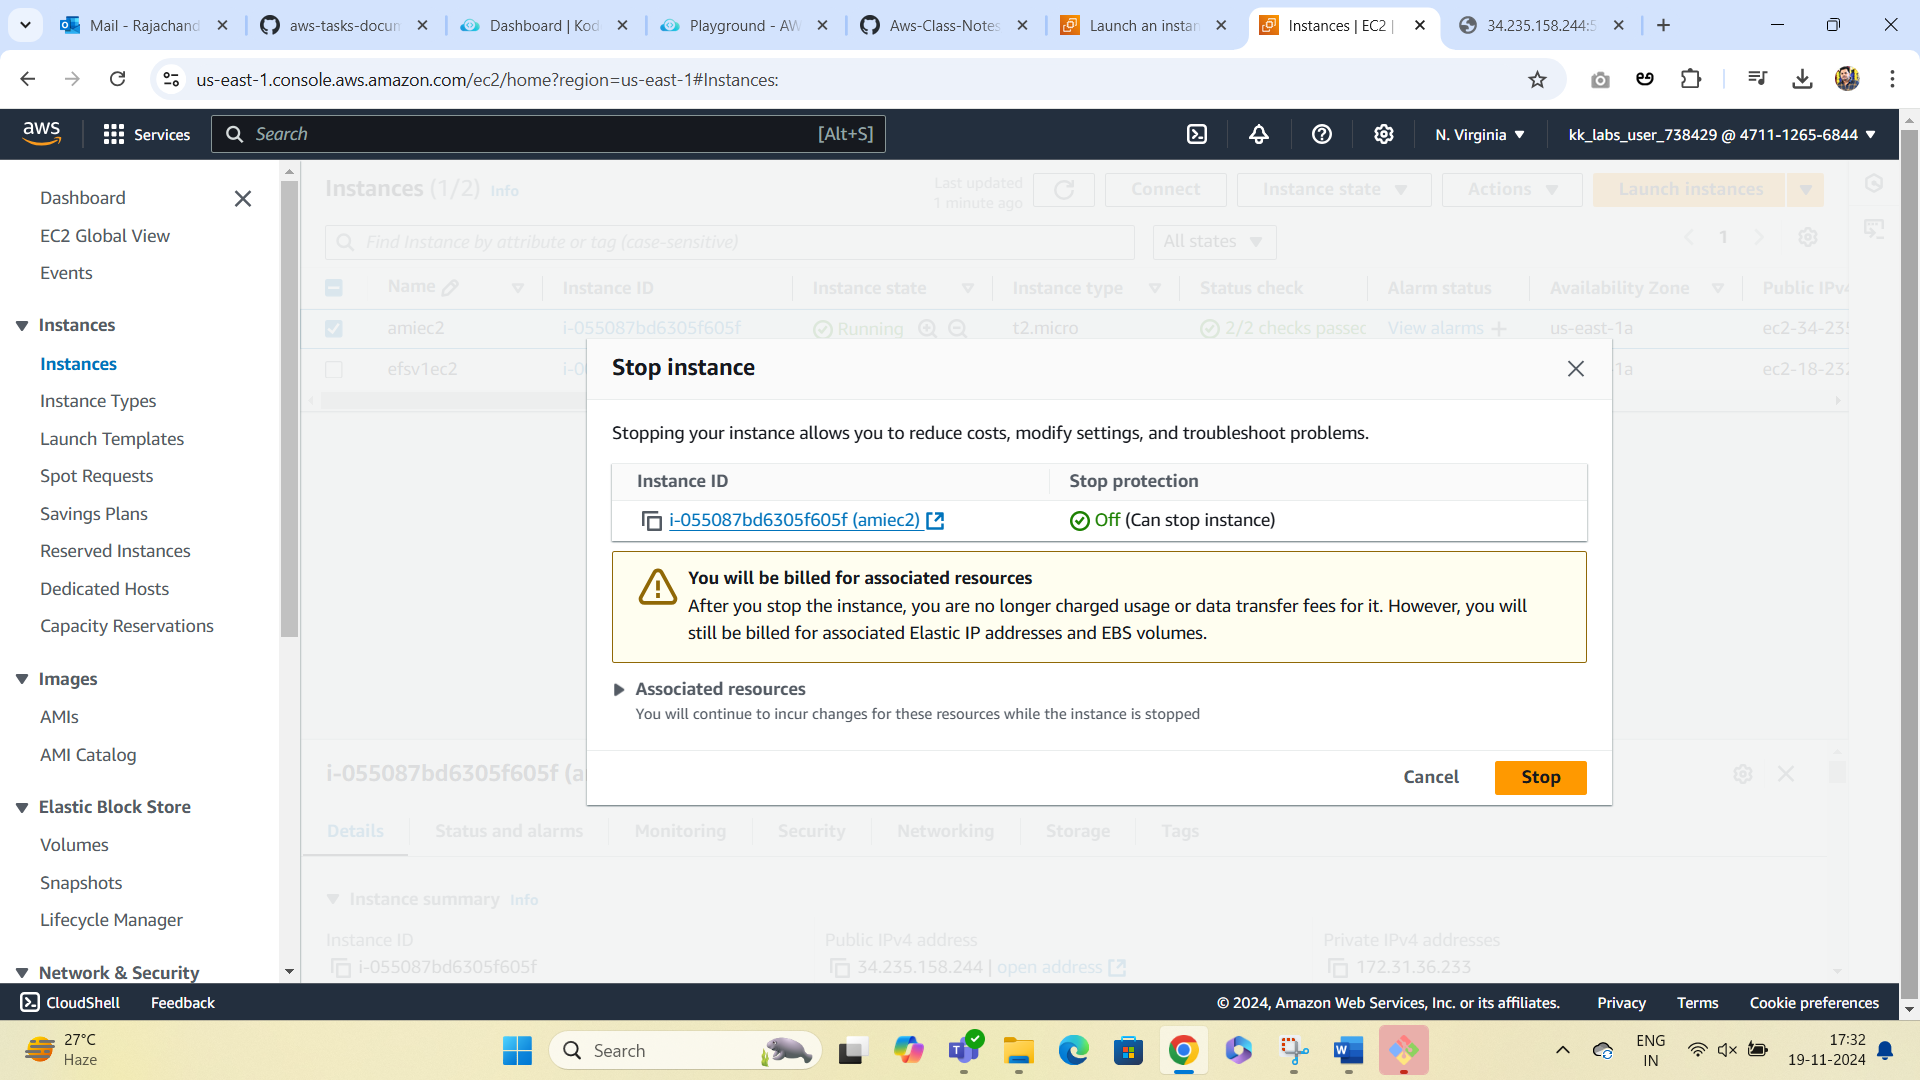 Mail - Rajachand
aws-tasks-docum
Dashboard | Kod
Playground - AW
Aws-Class-Notes
Launch an instan
Instances | EC2 |
34.235.158.244:5
us-east-1.console.aws.amazon.com/ec2/home?region=us-east-1#Instances:
aws
Services
Search
[Alt+S]
N. Virginia
kk_labs_user_738429 @ 4711-1265-6844
Dashboard
EC2 Global View
Events
Instances
Instances
Instance Types
Launch Templates
Spot Requests
Savings Plans
Reserved Instances
Dedicated Hosts
Capacity Reservations
Images
AMIs
AMI Catalog
Elastic Block Store
Volumes
Snapshots
Lifecycle Manager
Network & Security
Instances (1/2) Info
Last updated
1 minute ago
Connect
Instance state
Actions
Launch instances
Find Instance by attribute or tag (case-sensitive)
All states
1
Name
Instance ID
Instance state
Instance type
Status check
Alarm status
Availability Zone
Public IPv4
amiec2
i-055087bd6305f605f
Running
t2.micro
2/2 checks passec
View alarms
us-east-1a
ec2-34-235
efsv1ec2
i-0
-1a
ec2-18-232
Stop instance
Stopping your instance allows you to reduce costs, modify settings, and troubleshoot problems.
Instance ID
Stop protection
i-055087bd6305f605f (amiec2)
Off (Can stop instance)
You will be billed for associated resources
After you stop the instance, you are no longer charged usage or data transfer fees for it. However, you will
still be billed for associated Elastic IP addresses and EBS volumes.
Associated resources
You will continue to incur changes for these resources while the instance is stopped
Cancel
Stop
i-055087bd6305f605f (a
Details
Status and alarms
Monitoring
Security
Networking
Storage
Tags
Instance summary Info
Instance ID
i-055087bd6305f605f
Public IPv4 address
34.235.158.244 | open address
Private IPv4 addresses
172.31.36.233
CloudShell
Feedback
© 2024, Amazon Web Services, Inc. or its affiliates.
Privacy
Terms
Cookie preferences
27°C
Haze
Search
ENG
IN
17:32
19-11-2024